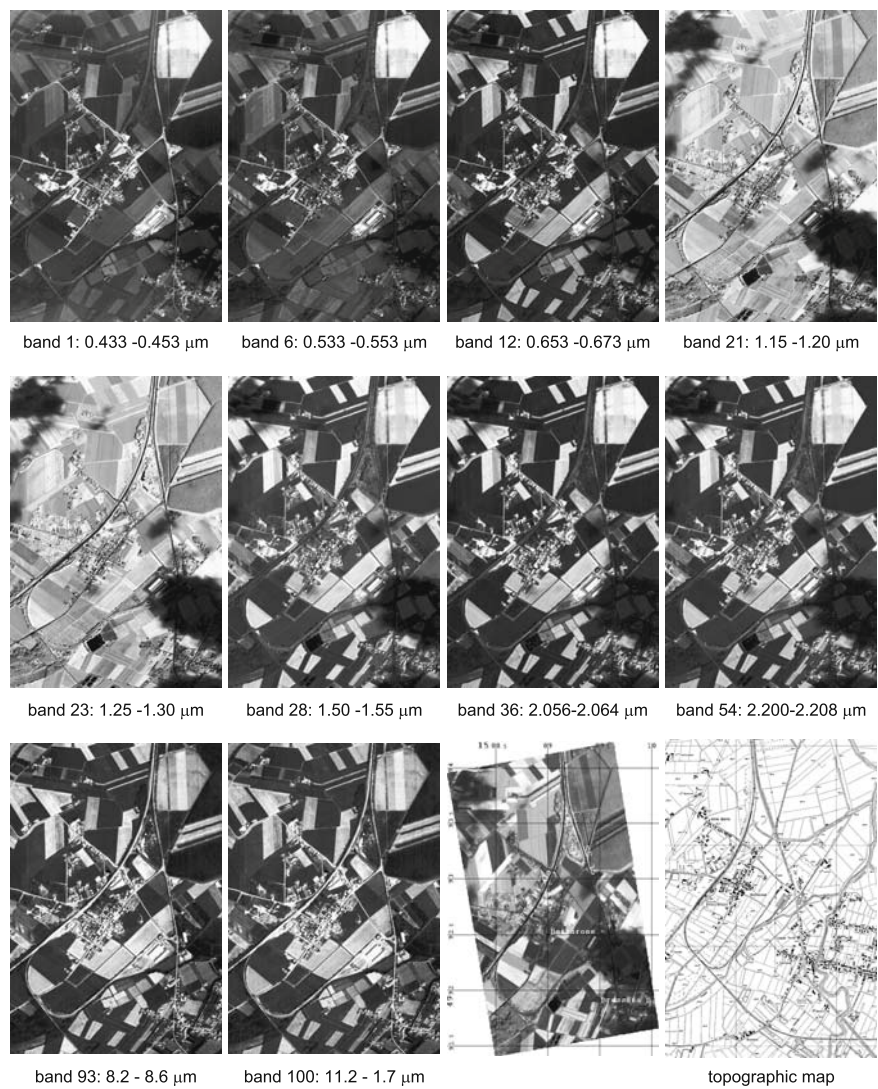 band 1: 0.433 -0.453 μm
band 6: 0.533 -0.553 μm
band 12: 0.653 -0.673 μm
band 21: 1.15 -1.20 μm
band 23: 1.25 -1.30 μm
band 28: 1.50 -1.55 μm
band 36: 2.056-2.064 μm
band 54: 2.200-2.208 μm
band 93: 8.2 - 8.6 μm
band 100: 11.2 - 1.7 μm
topographic map